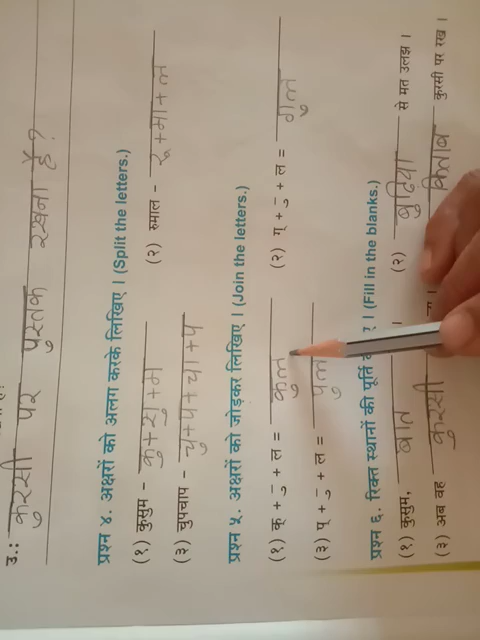 उ.: कुरसी पर पुस्तक रखना है?
प्रश्न ४. अक्षरों को अलग करके लिखिए । (Split the letters.)
(१) कुसुम - कु+सु+म (२) रुमाल - रू+मा+ल
(३) चुपचाप - चु+प+चा+प
प्रश्न ५. अक्षरों को जोड़कर लिखिए । (Join the letters.)
(१) क् + ु + ल = कुल (२) ग् + ु + ल = गुल
(३) प् + ु + ल = पुल
प्रश्न ६. रिक्त स्थानों की पूर्ति । (Fill in the blanks.)
(१) कुसुम, बात । (२) बुढिया से मत उलझ ।
(३) अब वह कुरसी किताब कुरसी पर रख ।